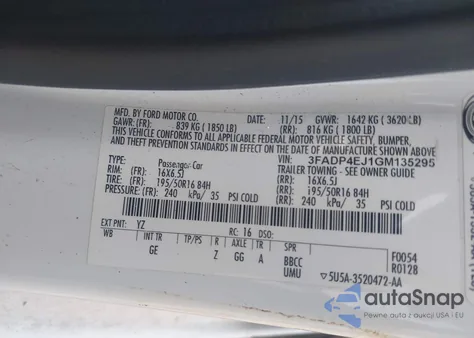 MFD. BY FORD MOTOR CO. 11/15 GVWR: 1642 KG ( 3620 LB)
GAWR: (FR): 839 KG ( 1850 LB) (RR): 816 KG ( 1800 LB)
THIS VEHICLE CONFORMS TO ALL APPLICABLE FEDERAL MOTOR VEHICLE SAFETY, BUMPER,
AND THEFT PREVENTION STANDARDS IN EFFECT ON THE DATE OF MANUFACTURE SHOWN ABOVE.
VIN: 3FADP4EJ1GM135295
TYPE: Passenger Car TRAILER TOWING - SEE OWNER GUIDE
RIM: (FR): 16X6.5J (RR): 16X6.5J
TIRE: (FR): 195/50R16 84H (RR): 195/50R16 84H
PRESSURE: (FR): 240 kPa/ 35 PSI COLD (RR): 240 kPa/ 35 PSI COLD
EXT PNT: YZ RC: 16 DSO:
WB INT TR TP/PS R AXLE TR SPR F0054
GE Z GG A BBCC R0128
UMU ▽5U5A-3520472-AA
autoSnap
Pewne auto z aukcji w USA i EU